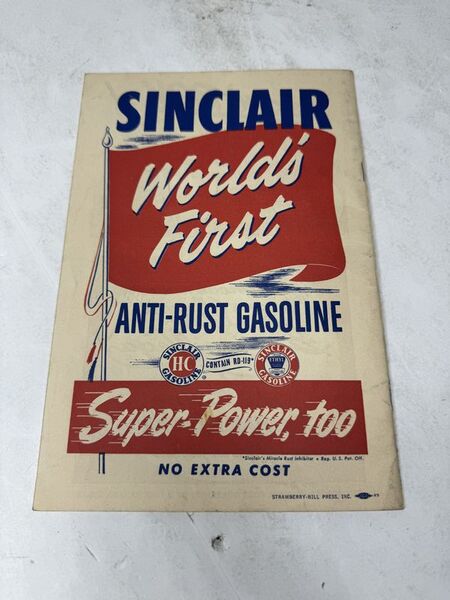 SINCLAIR
World's
First
ANTI-RUST GASOLINE
SINCLAIR
HC
GASOLINE
®
CONTAIN RD-119*
SINCLAIR
ETHYL
GASOLINE
Super-Power, too
*Sinclair's Miracle Rust Inhibitor • Reg. U. S. Pat. Off.
NO EXTRA COST
STRAWBERRY-HILL PRESS, INC.